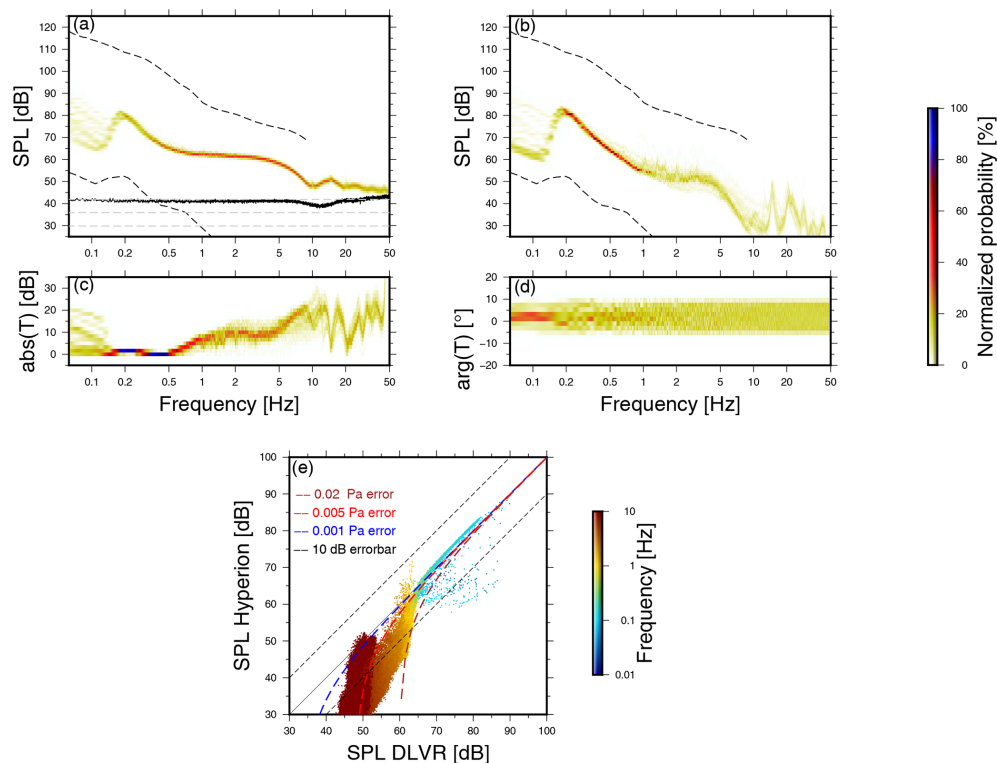 (a)
120
110
100
90
80
70
60
50
40
30
SPL [dB]
0.1 0.2 0.5 1 2 5 10 20 50
(b)
120
110
100
90
80
70
60
50
40
30
SPL [dB]
0.1 0.2 0.5 1 2 5 10 20 50
(c)
30
20
10
0
abs(T) [dB]
0.1 0.2 0.5 1 2 5 10 20 50
Frequency [Hz]
(d)
20
10
0
−10
−20
arg(T) [°]
0.1 0.2 0.5 1 2 5 10 20 50
Frequency [Hz]
100
80
60
40
20
0
Normalized probability [%]
(e)
100
90
80
70
60
50
40
30
SPL Hyperion [dB]
0.02 Pa error
0.005 Pa error
0.001 Pa error
10 dB errorbar
30 40 50 60 70 80 90 100
SPL DLVR [dB]
10
1
0.1
0.01
Frequency [Hz]